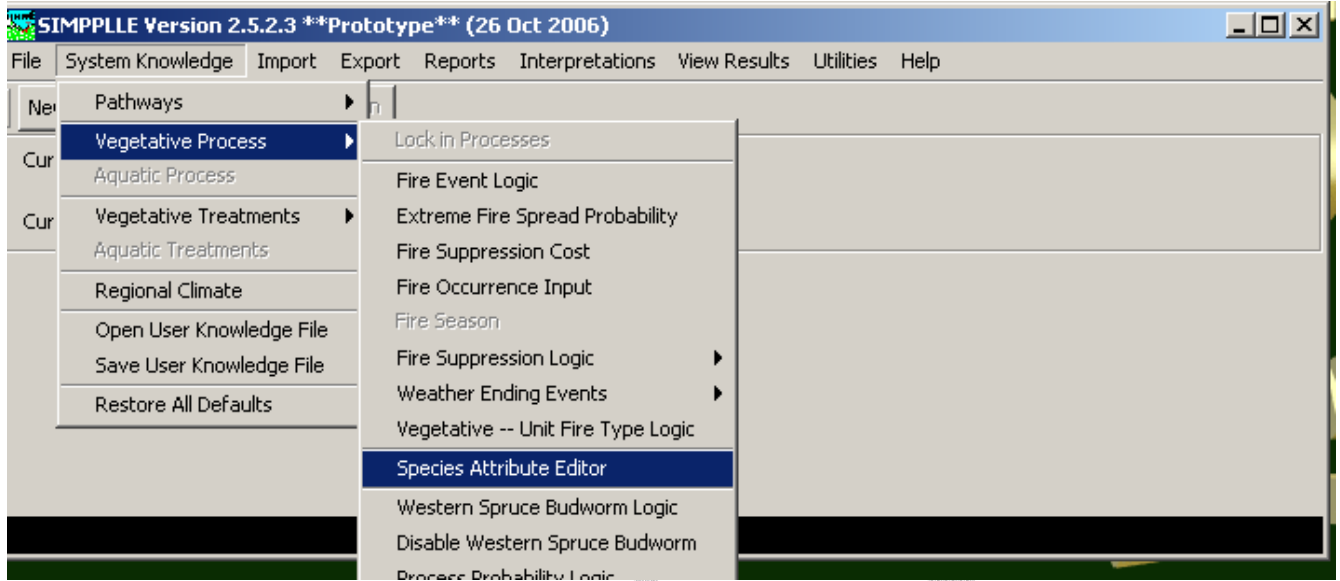 SIMPPLLE Version 2.5.2.3 **Prototype** (26 Oct 2006)
File System Knowledge Import Export Reports Interpretations View Results Utilities Help
Pathways
Vegetative Process
Aquatic Process
Vegetative Treatments
Aquatic Treatments
Regional Climate
Open User Knowledge File
Save User Knowledge File
Restore All Defaults
Lock in Processes
Fire Event Logic
Extreme Fire Spread Probability
Fire Suppression Cost
Fire Occurrence Input
Fire Season
Fire Suppression Logic
Weather Ending Events
Vegetative -- Unit Fire Type Logic
Species Attribute Editor
Western Spruce Budworm Logic
Disable Western Spruce Budworm
Process Probability Logic